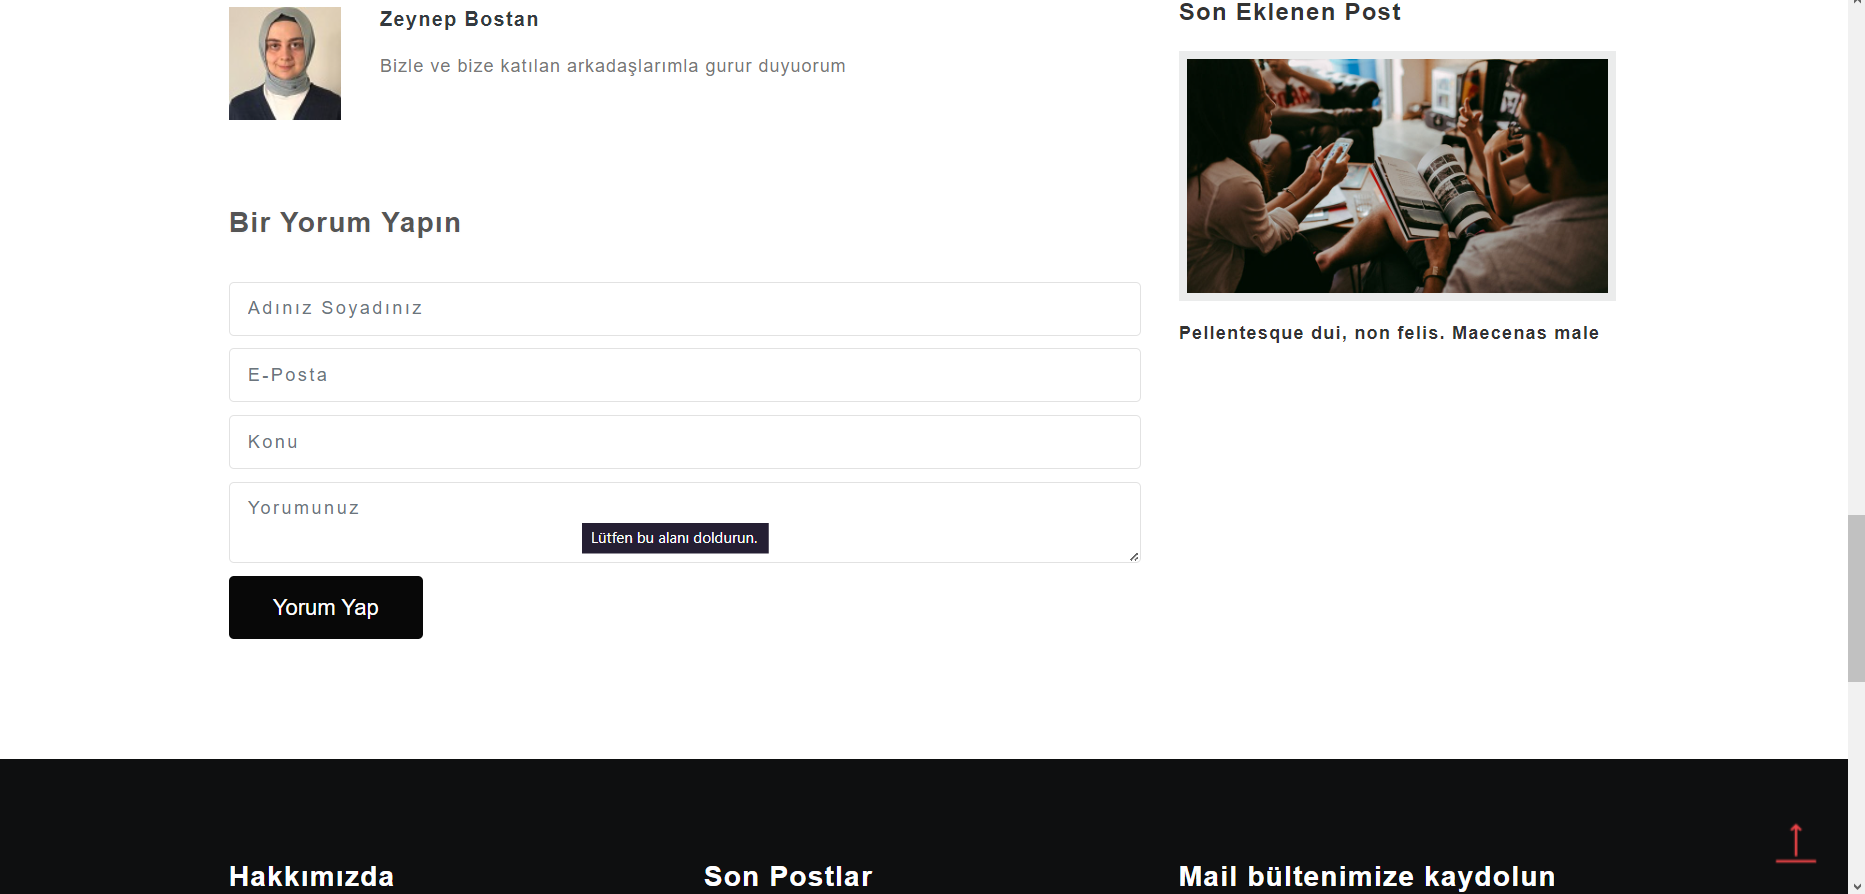 Zeynep Bostan
Bizle ve bize katılan arkadaşlarımla gurur duyuorum
Bir Yorum Yapın
Adınız Soyadınız
E-Posta
Konu
Yorumunuz
Lütfen bu alanı doldurun.
Yorum Yap
Son Eklenen Post
Pellentesque dui, non felis. Maecenas male
Hakkımızda
Son Postlar
Mail bültenimize kaydolun